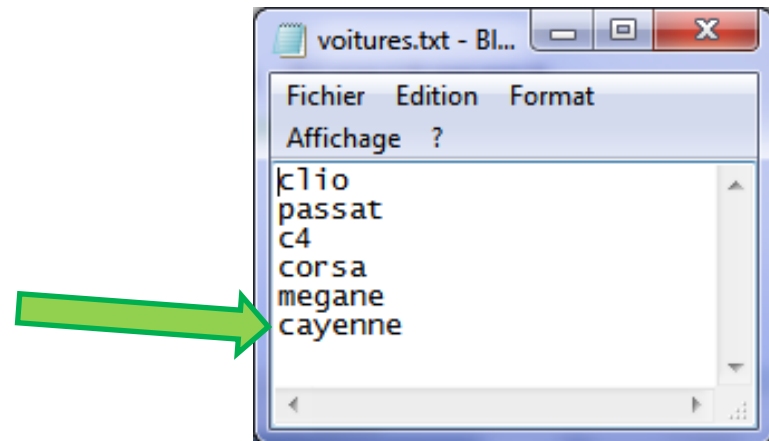 voitures.txt - Bl...
Fichier Edition Format
Affichage ?
clio
passat
c4
corsa
megane
cayenne